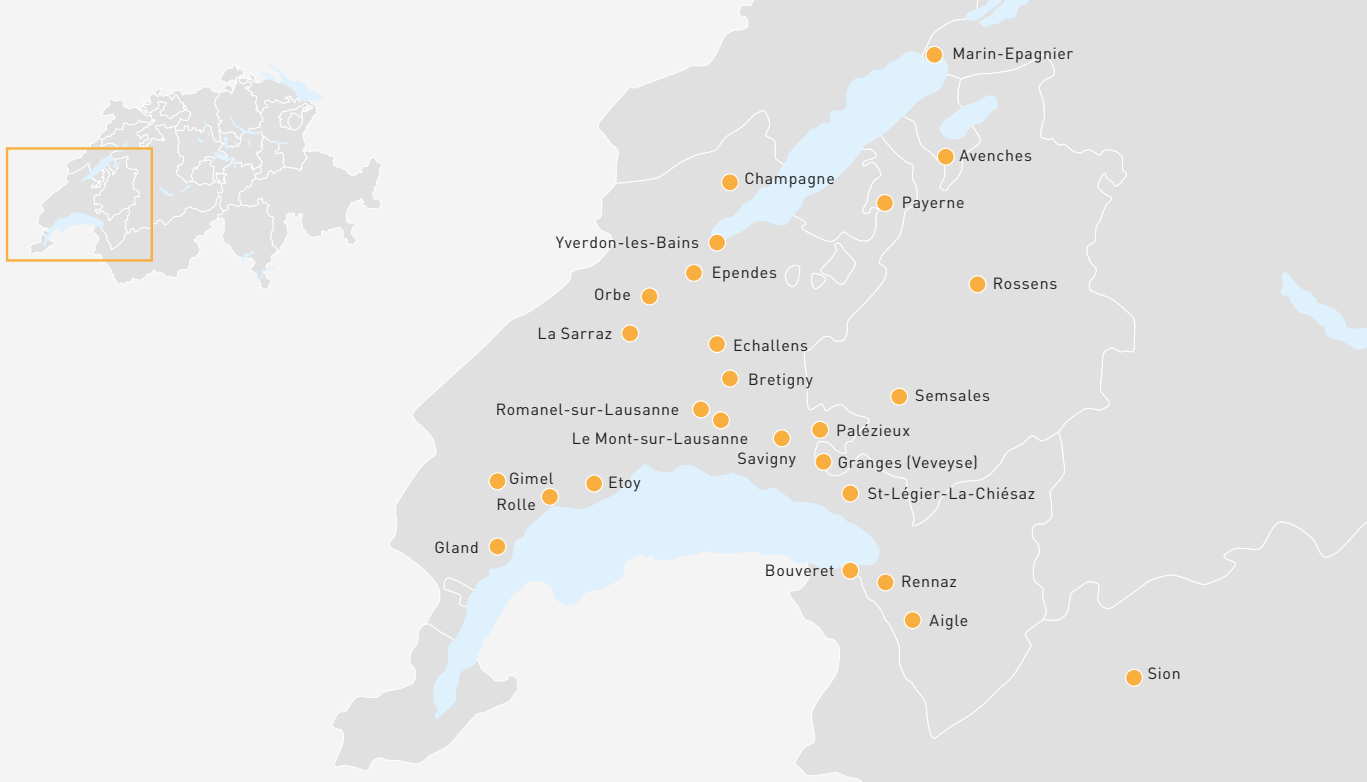 Marin-Epagnier
Avenches
Champagne
Payerne
Yverdon-les-Bains
Ependes
Rossens
Orbe
La Sarraz
Echallens
Bretigny
Semsales
Romanel-sur-Lausanne
Palézieux
Le Mont-sur-Lausanne
Savigny
Granges (Veveyse)
Gimel
Etoy
St-Légier-La-Chiésaz
Rolle
Gland
Bouveret
Rennaz
Aigle
Sion